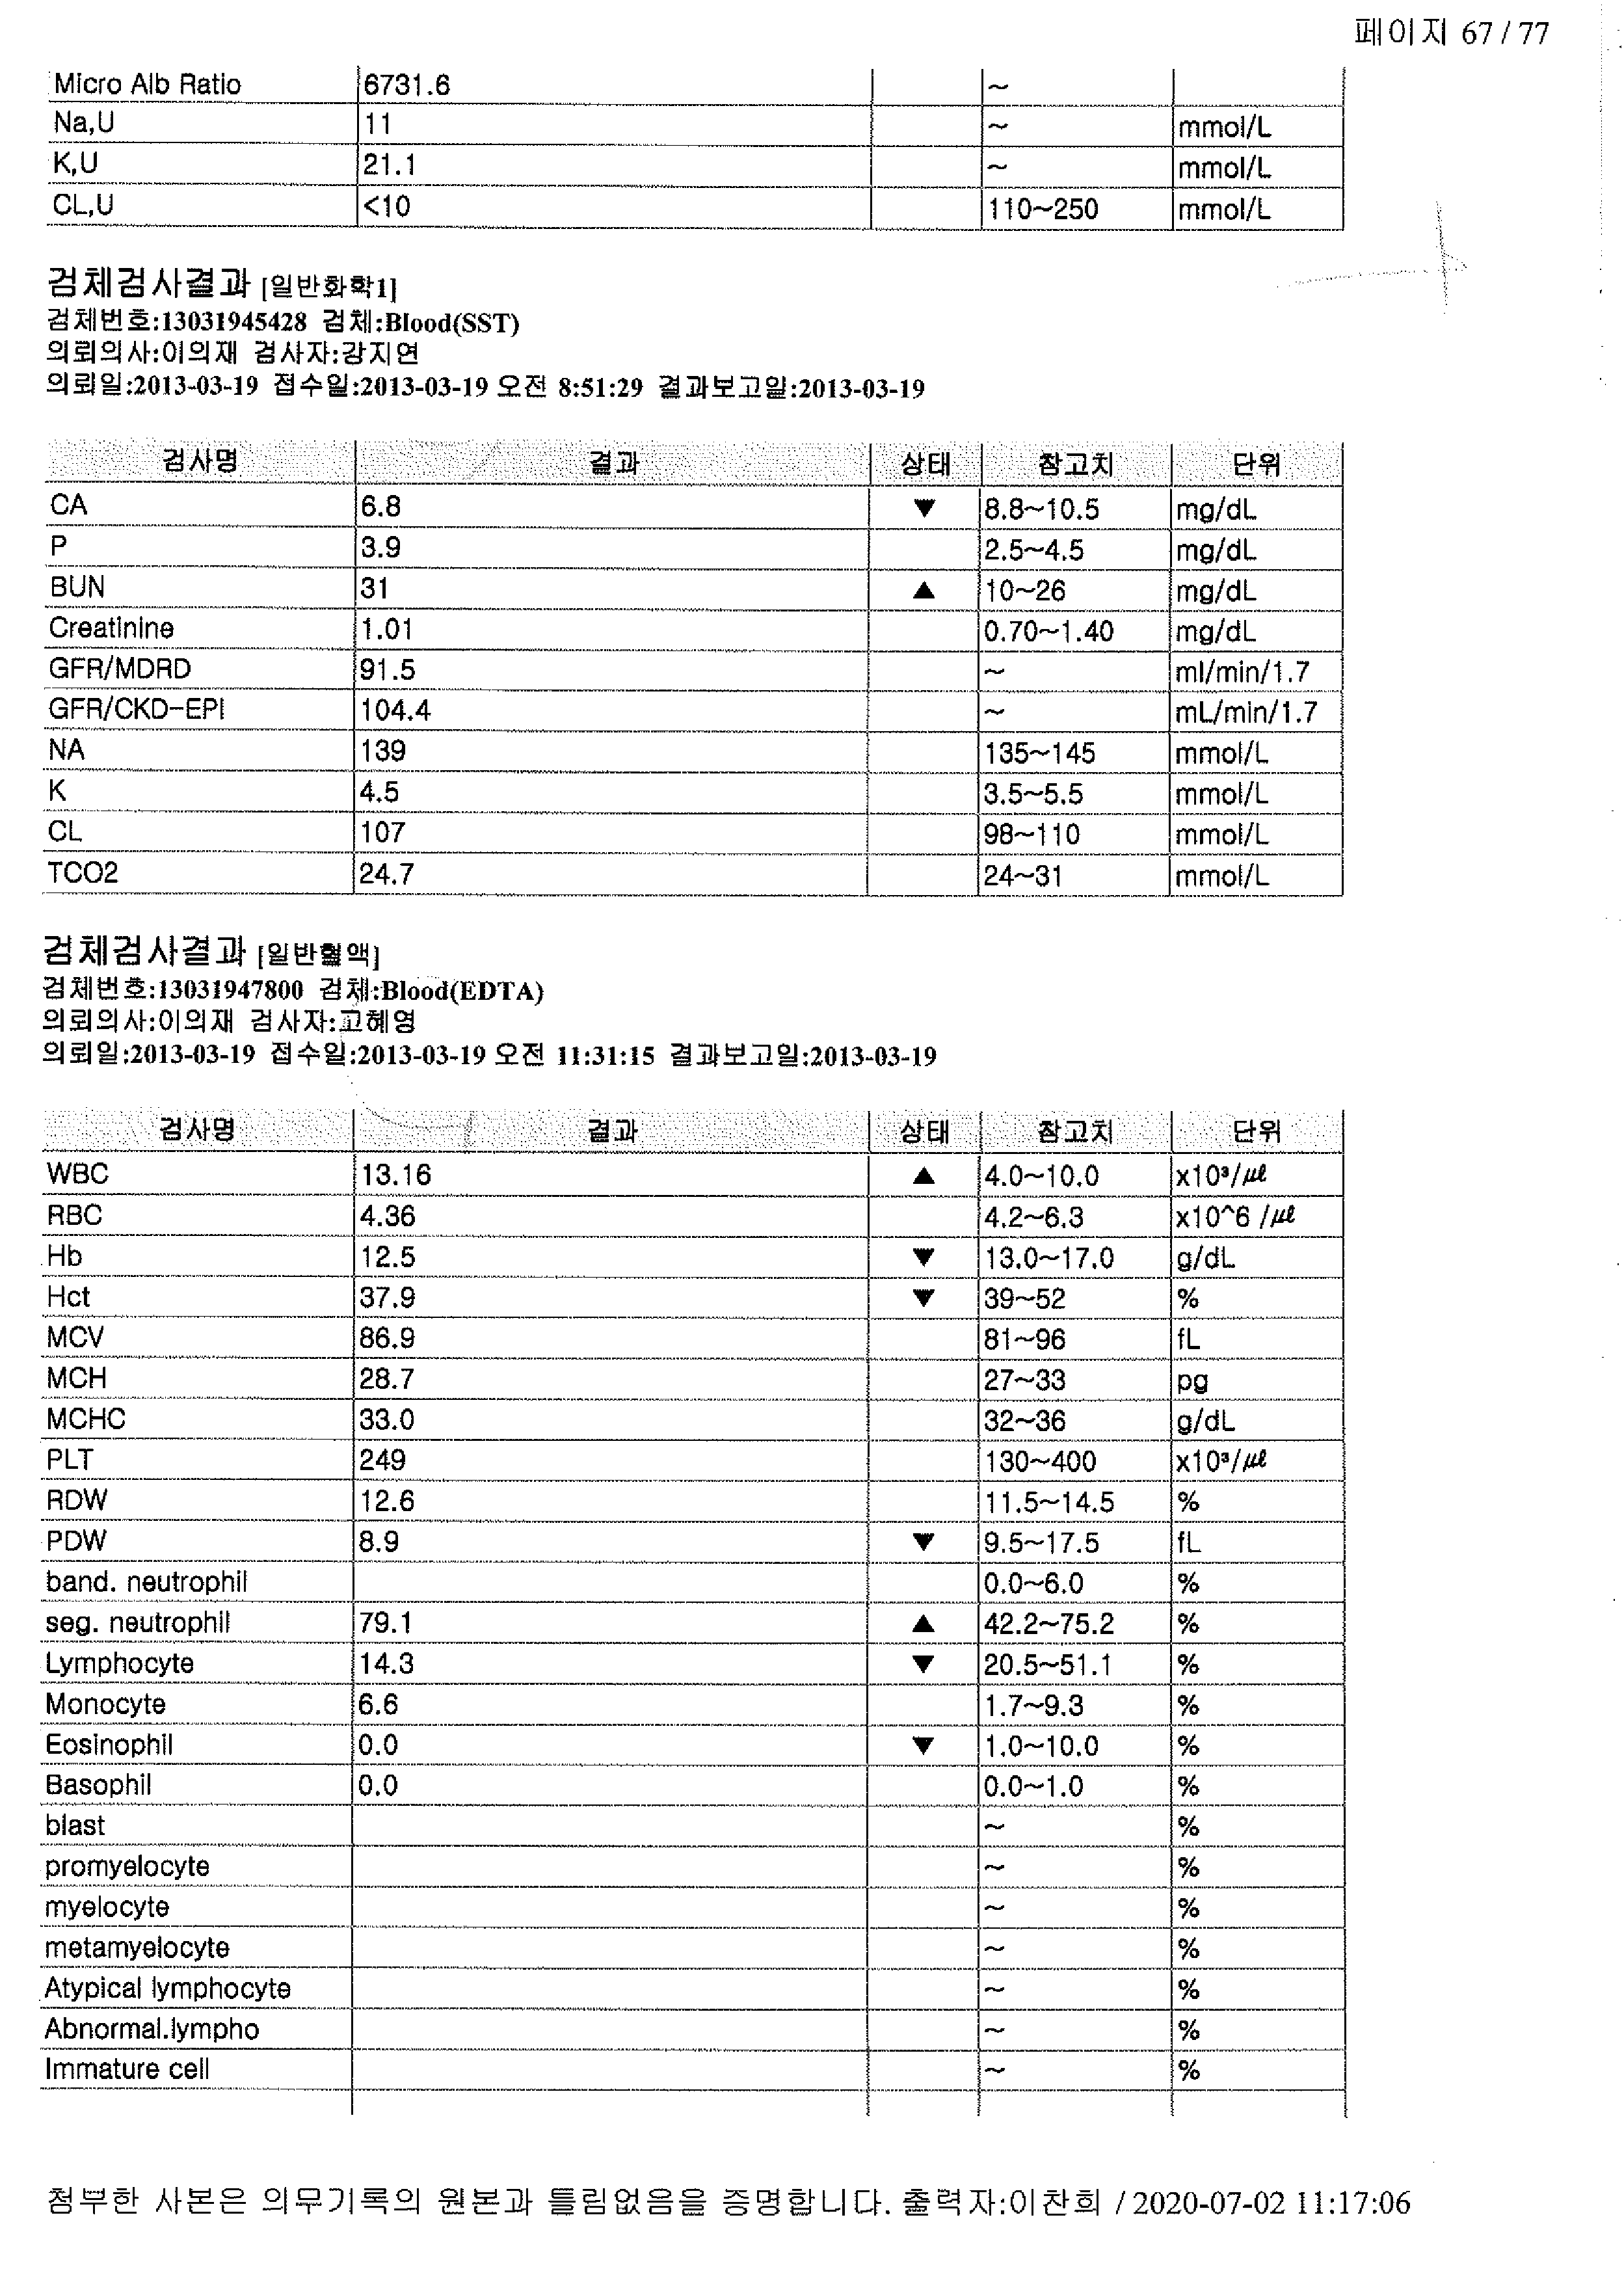 페이지 67 / 77
Micro Alb Ratio 6731.6 ~
Na,U 11 ~ mmol/L
K,U 21.1 ~ mmol/L
CL,U <10 110~250 mmol/L
검체검사결과 [일반화학1]
검체번호:13031945428 검체:Blood(SST)
의뢰의사:이의재 검사자:강지연
의뢰일:2013-03-19 접수일:2013-03-19 오전 8:51:29 결과보고일:2013-03-19
검사명 결과 상태 참고치 단위
CA 6.8 ▼ 8.8~10.5 mg/dL
P 3.9 2.5~4.5 mg/dL
BUN 31 ▲ 10~26 mg/dL
Creatinine 1.01 0.70~1.40 mg/dL
GFR/MDRD 91.5 ~ ml/min/1.7
GFR/CKD-EPI 104.4 ~ mL/min/1.7
NA 139 135~145 mmol/L
K 4.5 3.5~5.5 mmol/L
CL 107 98~110 mmol/L
TCO2 24.7 24~31 mmol/L
검체검사결과 [일반혈액]
검체번호:13031947800 검체:Blood(EDTA)
의뢰의사:이의재 검사자:고혜영
의뢰일:2013-03-19 접수일:2013-03-19 오전 11:31:15 결과보고일:2013-03-19
검사명 결과 상태 참고치 단위
WBC 13.16 ▲ 4.0~10.0 x10³/㎕
RBC 4.36 4.2~6.3 x10^6 /㎕
Hb 12.5 ▼ 13.0~17.0 g/dL
Hct 37.9 ▼ 39~52 %
MCV 86.9 81~96 fL
MCH 28.7 27~33 pg
MCHC 33.0 32~36 g/dL
PLT 249 130~400 x10³/㎕
RDW 12.6 11.5~14.5 %
PDW 8.9 ▼ 9.5~17.5 fL
band. neutrophil 0.0~6.0 %
seg. neutrophil 79.1 ▲ 42.2~75.2 %
Lymphocyte 14.3 ▼ 20.5~51.1 %
Monocyte 6.6 1.7~9.3 %
Eosinophil 0.0 ▼ 1.0~10.0 %
Basophil 0.0 0.0~1.0 %
blast ~ %
promyelocyte ~ %
myelocyte ~ %
metamyelocyte ~ %
Atypical lymphocyte ~ %
Abnormal.lympho ~ %
Immature cell ~ %
첨부한 사본은 의무기록의 원본과 틀림없음을 증명합니다. 출력자:이찬희 / 2020-07-02 11:17:06